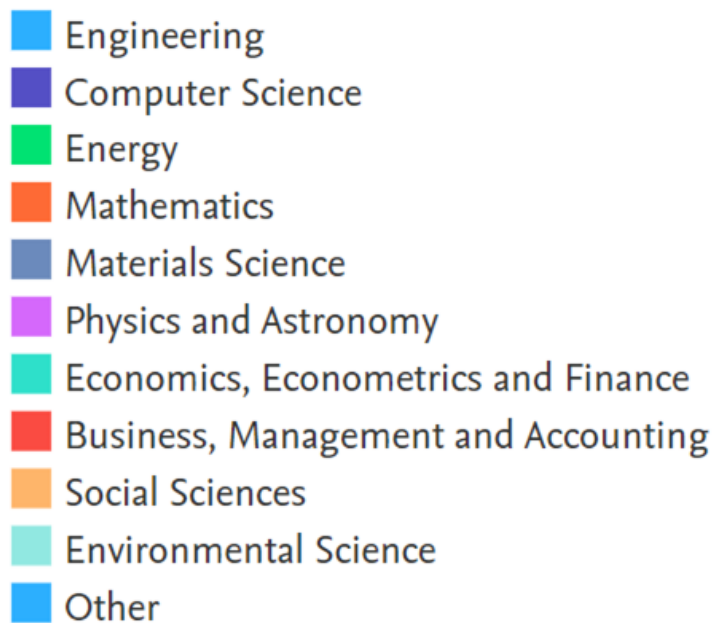 Engineering
Computer Science
Energy
Mathematics
Materials Science
Physics and Astronomy
Economics, Econometrics and Finance
Business, Management and Accounting
Social Sciences
Environmental Science
Other